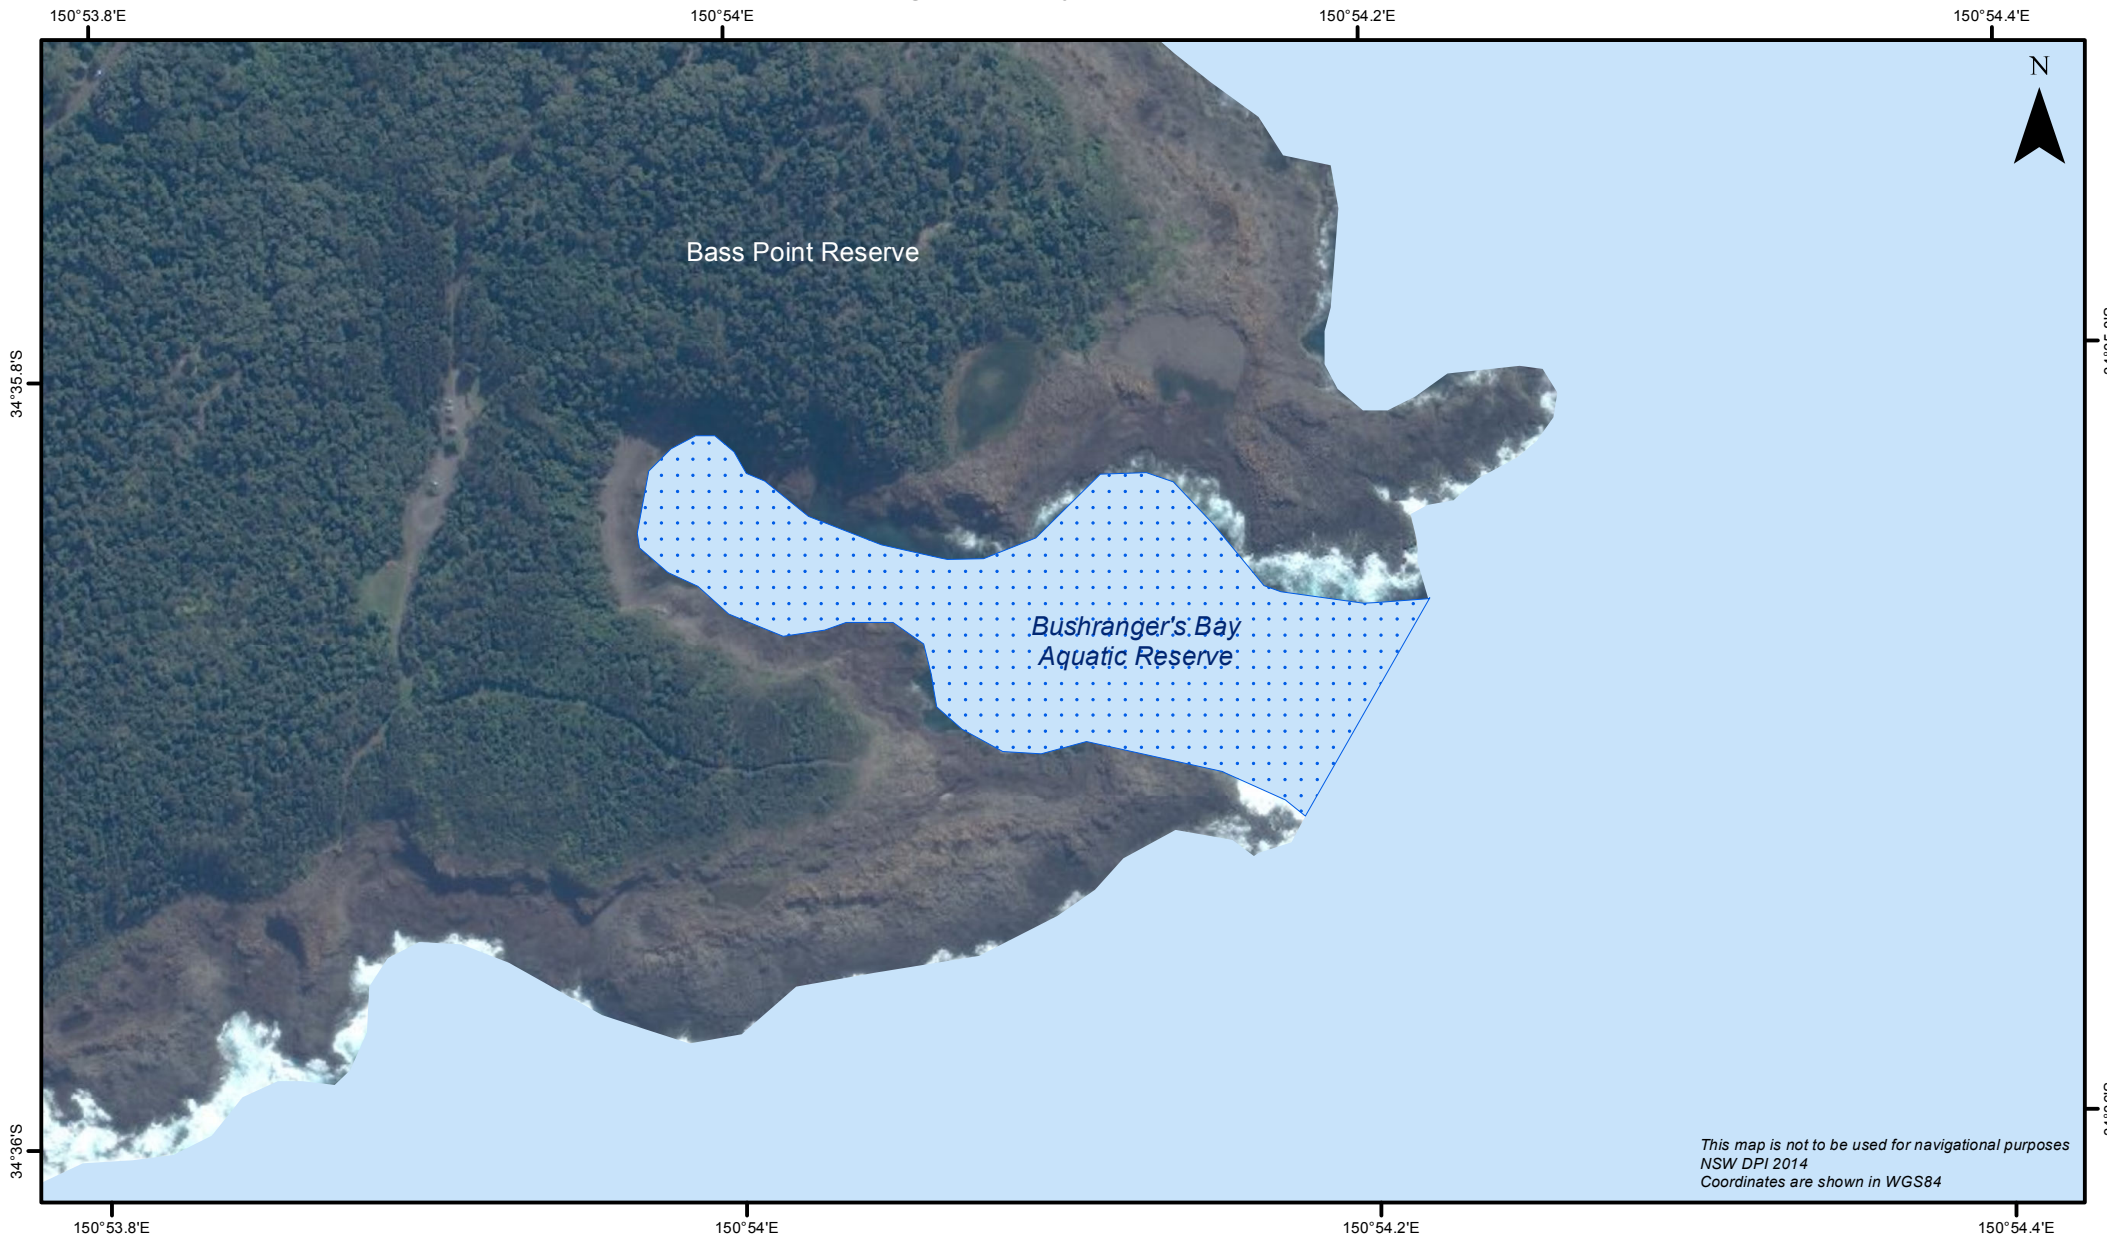 150°53.8'E
150°54'E
150°54.2'E
150°54.4'E
N
Bass Point Reserve
34°35.8'S
Bushranger's Bay
Aquatic Reserve
34°36'S
This map is not to be used for navigational purposes
NSW DPI 2014
Coordinates are shown in WGS84
150°53.8'E
150°54'E
150°54.2'E
150°54.4'E